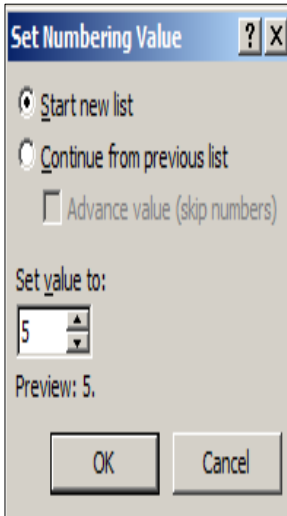 Set Numbering Value
Start new list
Continue from previous list
Advance value (skip numbers)
Set value to:
5
Preview: 5.
OK Cancel